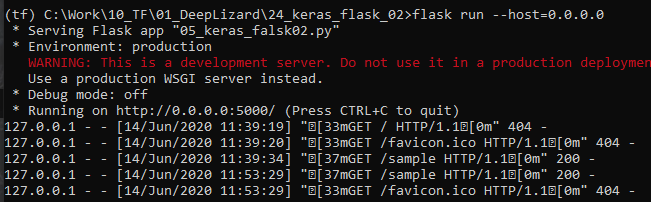 (tf) C:\Work\10_TF\01_DeepLizard\24_keras_flask_02>flask run --host=0.0.0.0
* Serving Flask app "05_keras_falsk02.py"
* Environment: production
WARNING: This is a development server. Do not use it in a production deploymen
Use a production WSGI server instead.
* Debug mode: off
* Running on http://0.0.0.0:5000/ (Press CTRL+C to quit)
127.0.0.1 - - [14/Jun/2020 11:39:19] "�[33mGET / HTTP/1.1�[0m" 404 -
127.0.0.1 - - [14/Jun/2020 11:39:20] "�[33mGET /favicon.ico HTTP/1.1�[0m" 404 -
127.0.0.1 - - [14/Jun/2020 11:39:34] "�[37mGET /sample HTTP/1.1�[0m" 200 -
127.0.0.1 - - [14/Jun/2020 11:53:29] "�[37mGET /sample HTTP/1.1�[0m" 200 -
127.0.0.1 - - [14/Jun/2020 11:53:29] "�[33mGET /favicon.ico HTTP/1.1�[0m" 404 -